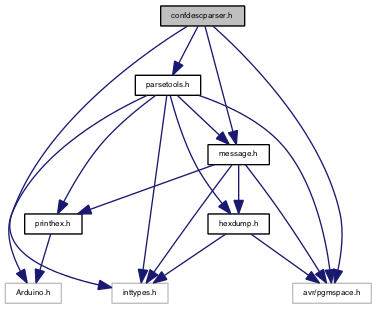 confdescparser.h
parsetools.h
message.h
printhex.h
hexdump.h
Arduino.h
inttypes.h
avr/pgmspace.h